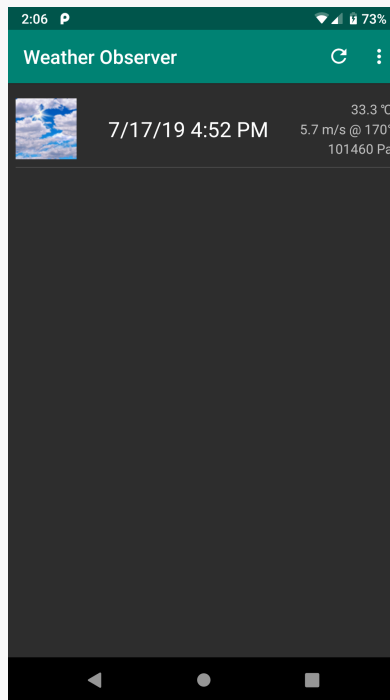 2:06 73%
Weather Observer
7/17/19 4:52 PM
33.3 °C
5.7 m/s @ 170°
101460 Pa